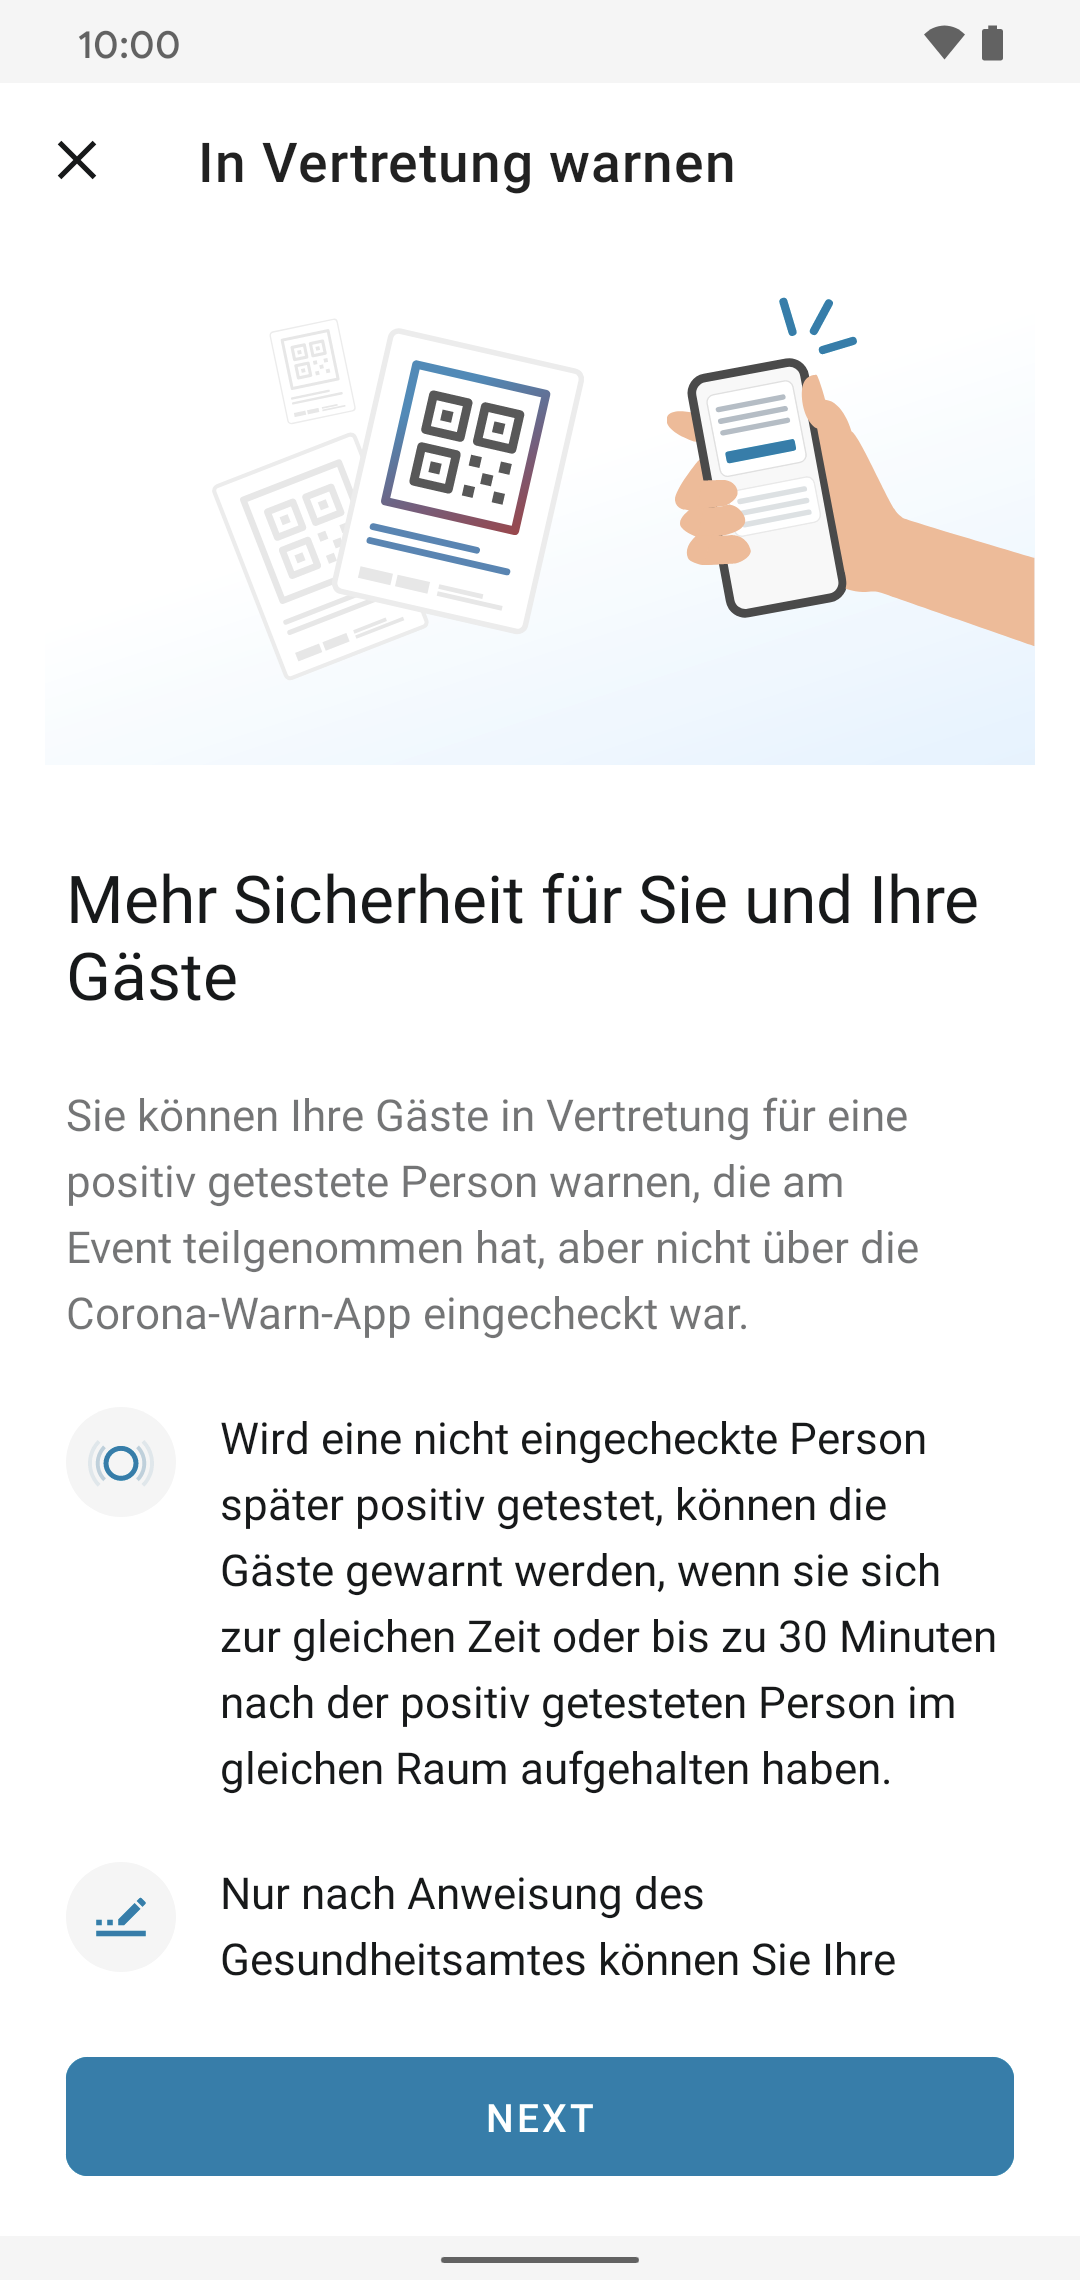 10:00
In Vertretung warnen
Mehr Sicherheit für Sie und Ihre
Gäste
Sie können Ihre Gäste in Vertretung für eine
positiv getestete Person warnen, die am
Event teilgenommen hat, aber nicht über die
Corona-Warn-App eingecheckt war.
Wird eine nicht eingecheckte Person
später positiv getestet, können die
Gäste gewarnt werden, wenn sie sich
zur gleichen Zeit oder bis zu 30 Minuten
nach der positiv getesteten Person im
gleichen Raum aufgehalten haben.
Nur nach Anweisung des
Gesundheitsamtes können Sie Ihre
NEXT